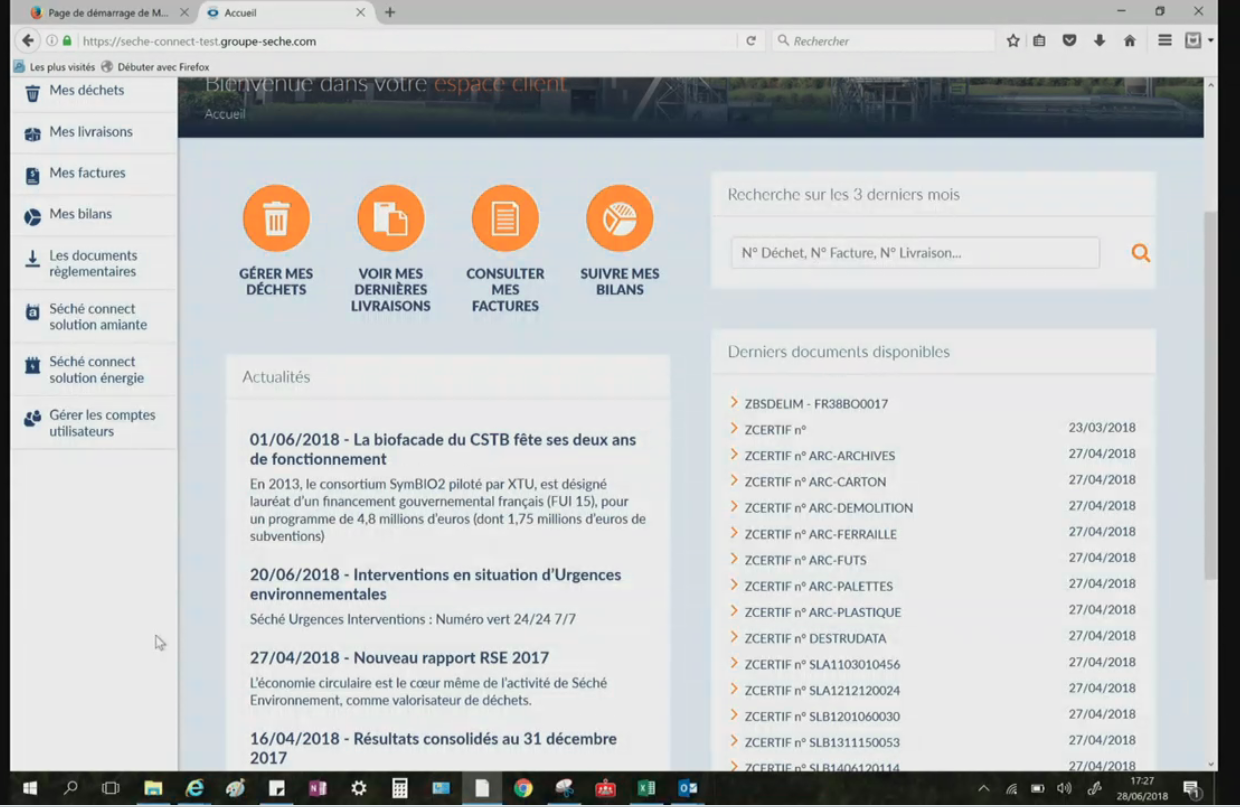 Page de démarrage de M...
Accueil
https://seche-connect-test.groupe-seche.com
Rechercher
Les plus visités
Débuter avec Firefox
Mes déchets
Mes livraisons
Mes factures
Mes bilans
Les documents
règlementaires
Séché connect
solution amiante
Séché connect
solution énergie
Gérer les comptes
utilisateurs
Bienvenue dans votre espace client
Accueil
GÉRER MES
DÉCHETS
VOIR MES
DERNIÈRES
LIVRAISONS
CONSULTER
MES
FACTURES
SUIVRE MES
BILANS
Actualités
01/06/2018 - La biofacade du CSTB fête ses deux ans
de fonctionnement
En 2013, le consortium SymBIO2 piloté par XTU, est désigné
lauréat d'un financement gouvernemental français (FUI 15), pour
un programme de 4,8 millions d'euros (dont 1,75 millions d'euros de
subventions)
20/06/2018 - Interventions en situation d'Urgences
environnementales
Séché Urgences Interventions : Numéro vert 24/24 7/7
27/04/2018 - Nouveau rapport RSE 2017
L'économie circulaire est le cœur même de l'activité de Séché
Environnement, comme valorisateur de déchets.
16/04/2018 - Résultats consolidés au 31 décembre
2017
Recherche sur les 3 derniers mois
N° Déchet, N° Facture, N° Livraison...
Derniers documents disponibles
ZBSDELIM - FR38BO0017
ZCERTIF n° 23/03/2018
ZCERTIF n° ARC-ARCHIVES 27/04/2018
ZCERTIF n° ARC-CARTON 27/04/2018
ZCERTIF n° ARC-DEMOLITION 27/04/2018
ZCERTIF n° ARC-FERRAILLE 27/04/2018
ZCERTIF n° ARC-FUTS 27/04/2018
ZCERTIF n° ARC-PALETTES 27/04/2018
ZCERTIF n° ARC-PLASTIQUE 27/04/2018
ZCERTIF n° DESTRUDATA 27/04/2018
ZCERTIF n° SLA1103010456 27/04/2018
ZCERTIF n° SLA1212120024 27/04/2018
ZCERTIF n° SLB1201060030 27/04/2018
ZCERTIF n° SLB1311150053 27/04/2018
ZCERTIF n° SLB1406120114 27/04/2018
17:27
28/06/2018